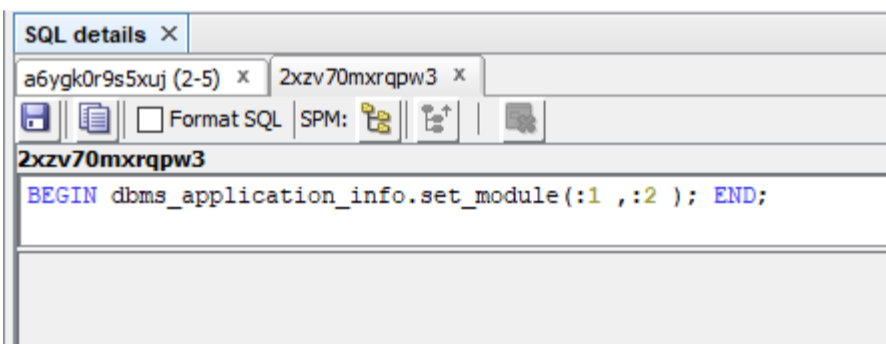 SQL details ×
a6ygk0r9s5xuj (2-5) x 2xzv70mxrqpw3 x
Format SQL SPM:
2xzv70mxrqpw3
BEGIN dbms_application_info.set_module(:1 ,:2 ); END;